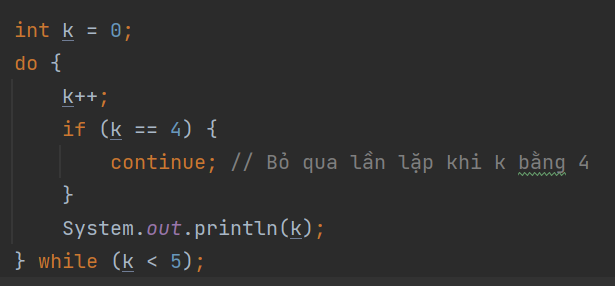 int k = 0;
do {
    k++;
    if (k == 4) {
        continue; // Bỏ qua lần lặp khi k bằng 4
    }
    System.out.println(k);
} while (k < 5);